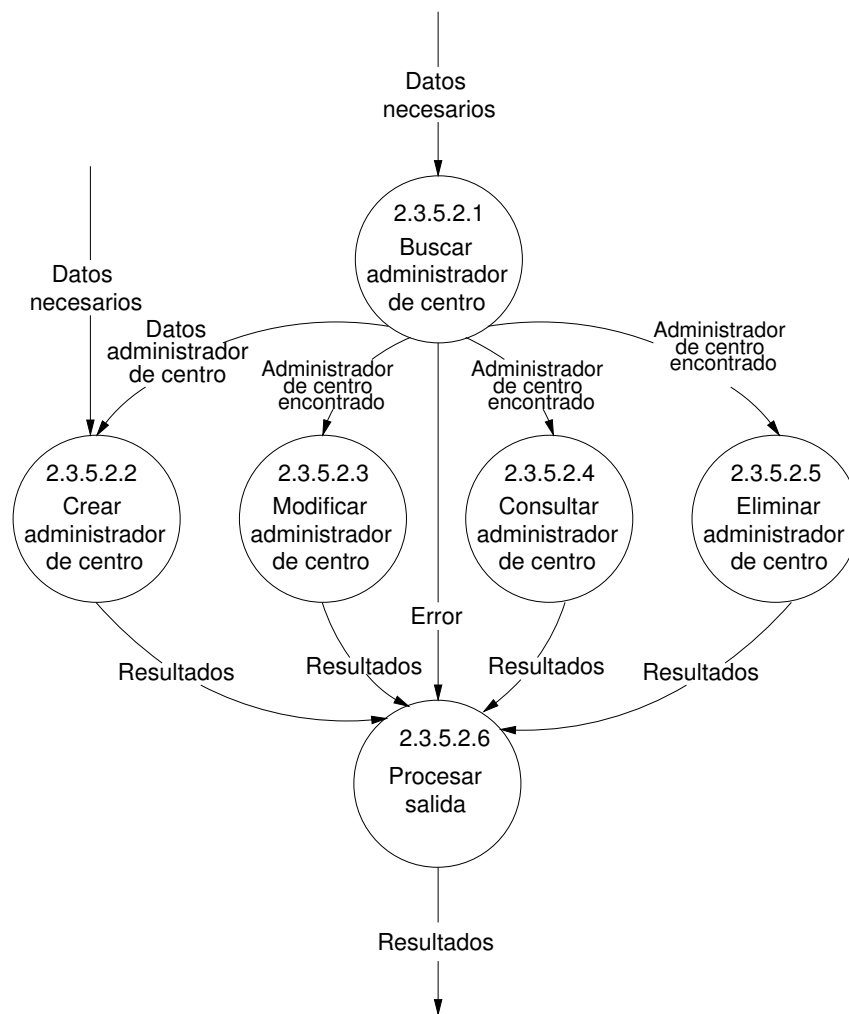 Datos
necesarios
2.3.5.2.1
Buscar
administrador
de centro
Datos
necesarios
Datos
administrador
de centro
Administrador
de centro
encontrado
Administrador
de centro
encontrado
Administrador
de centro
encontrado
2.3.5.2.2
Crear
administrador
de centro
2.3.5.2.3
Modificar
administrador
de centro
2.3.5.2.4
Consultar
administrador
de centro
2.3.5.2.5
Eliminar
administrador
de centro
Error
Resultados
Resultados
Resultados
Resultados
2.3.5.2.6
Procesar
salida
Resultados